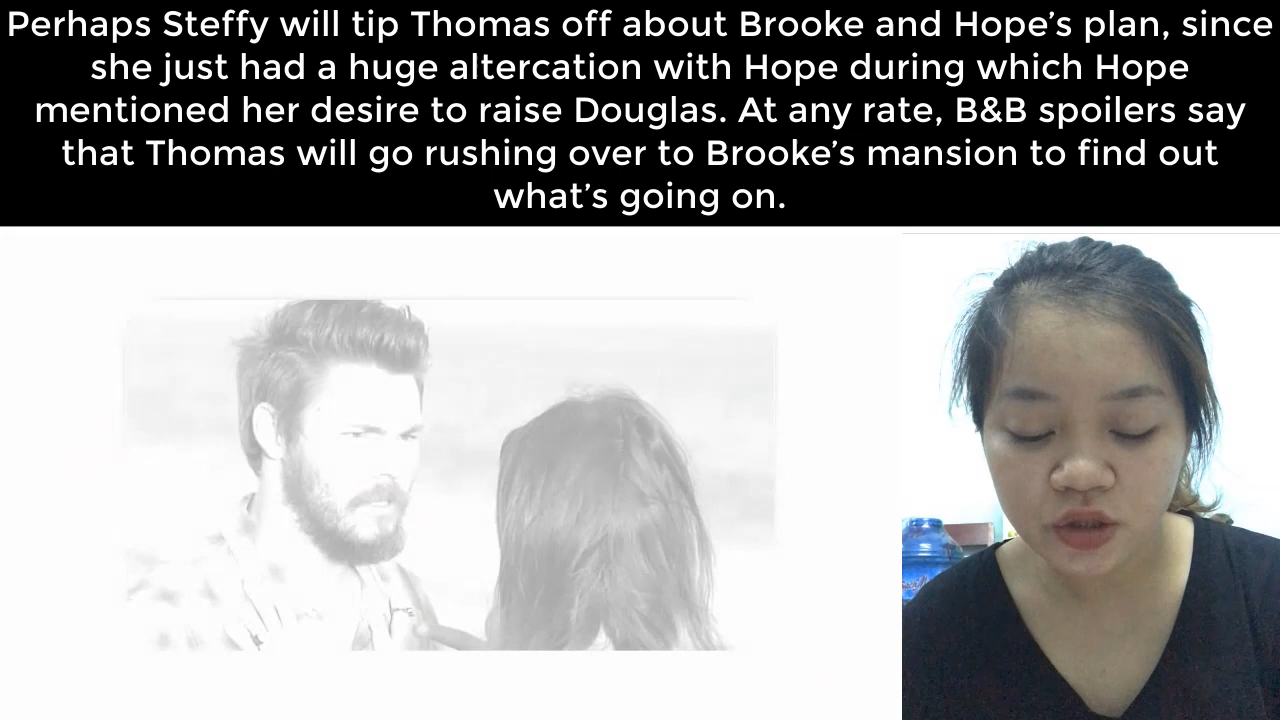 Perhaps Steffy will tip Thomas off about Brooke and Hope’s plan, since
she just had a huge altercation with Hope during which Hope
mentioned her desire to raise Douglas. At any rate, B&B spoilers say
that Thomas will go rushing over to Brooke’s mansion to find out
what’s going on.